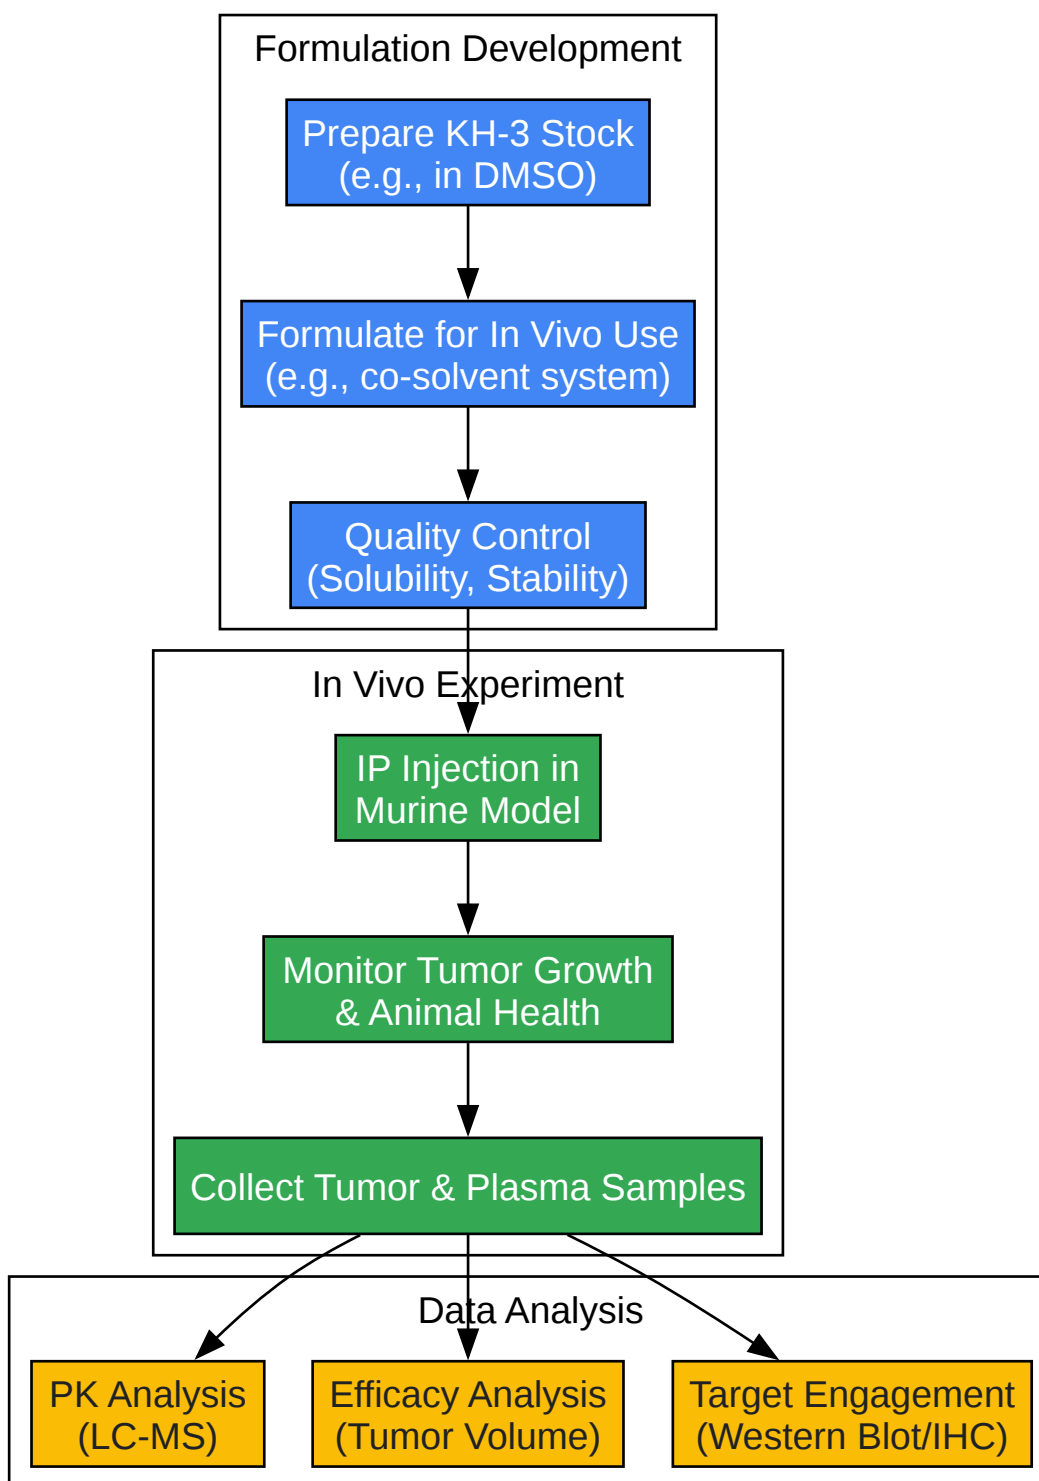 Formulation Development
Prepare KH-3 Stock
(e.g., in DMSO)
Formulate for In Vivo Use
(e.g., co-solvent system)
Quality Control
(Solubility, Stability)
In Vivo Experiment
IP Injection in
Murine Model
Monitor Tumor Growth
& Animal Health
Collect Tumor & Plasma Samples
Data Analysis
PK Analysis
(LC-MS)
Efficacy Analysis
(Tumor Volume)
Target Engagement
(Western Blot/IHC)